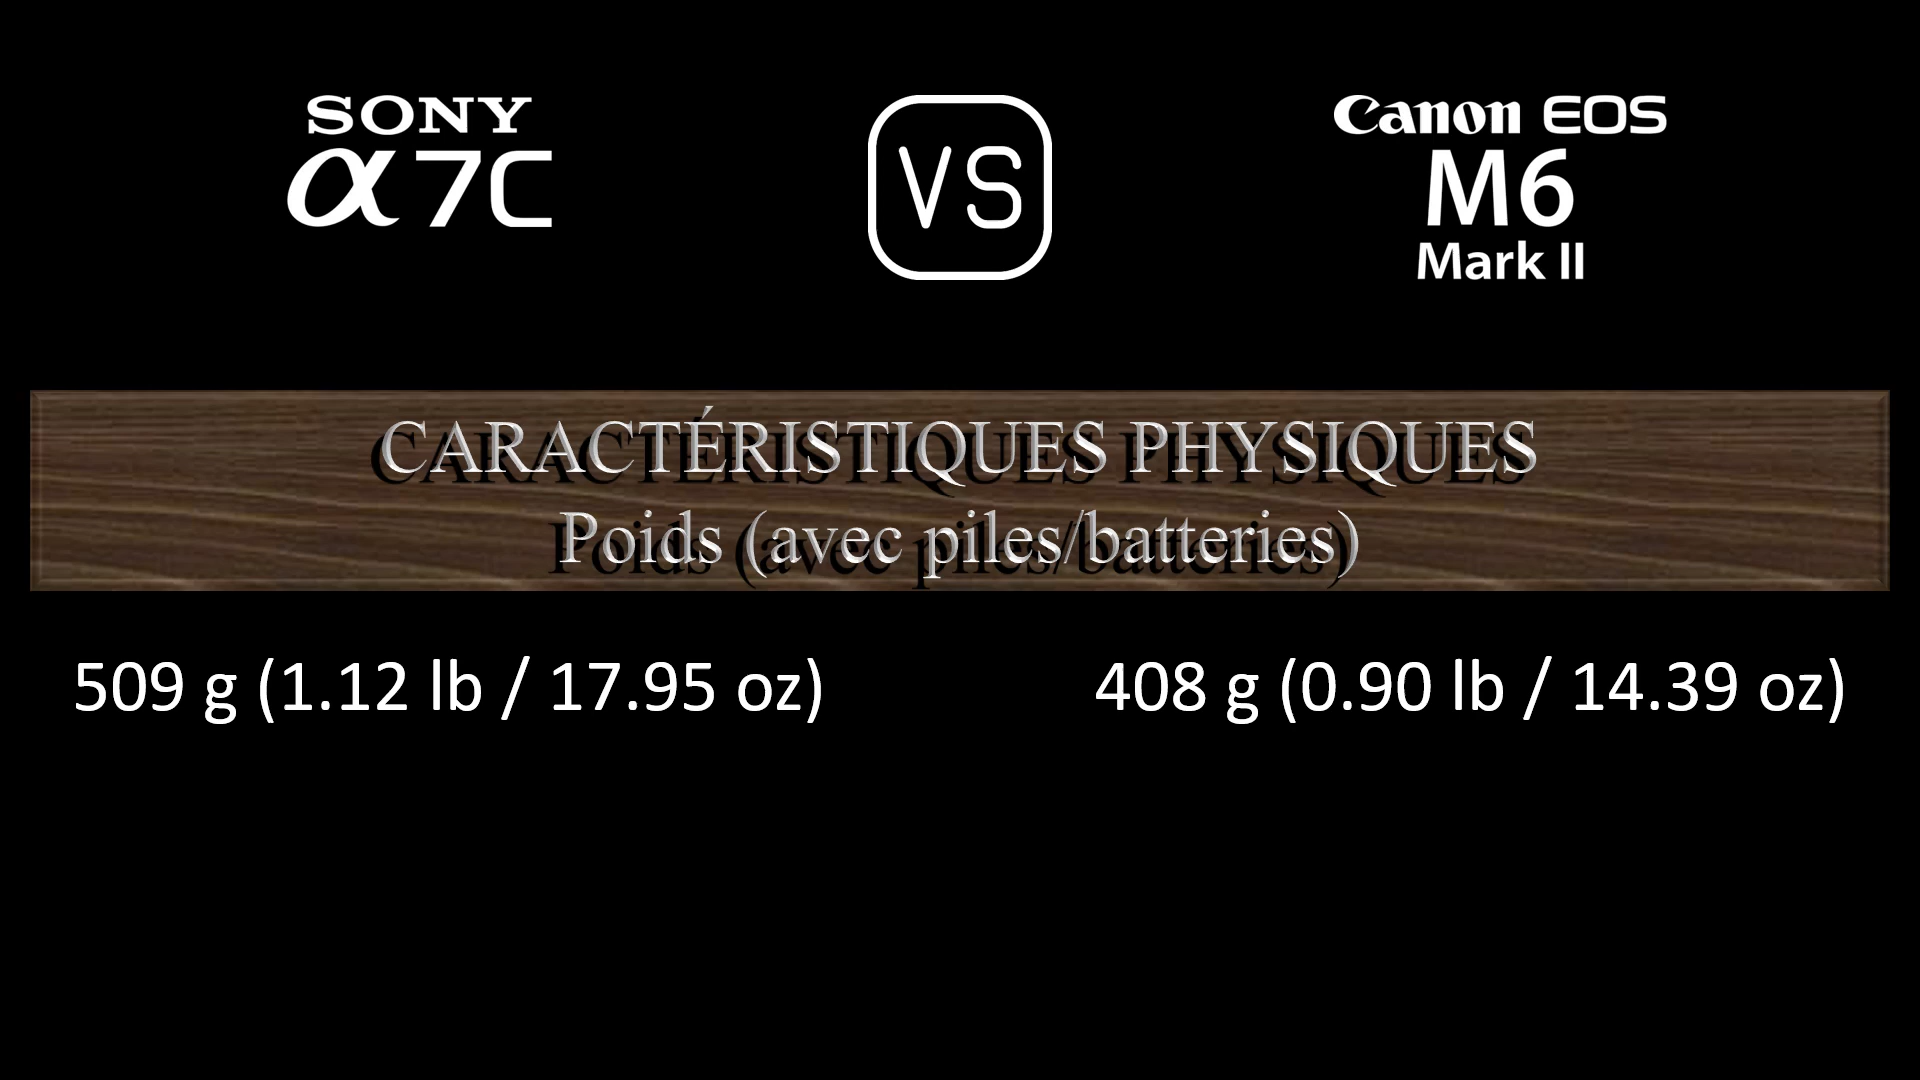 SONY
α7C
VS
Canon EOS
M6
Mark II
CARACTÉRISTIQUES PHYSIQUES
Poids (avec piles/batteries)
509 g (1.12 lb / 17.95 oz)
408 g (0.90 lb / 14.39 oz)